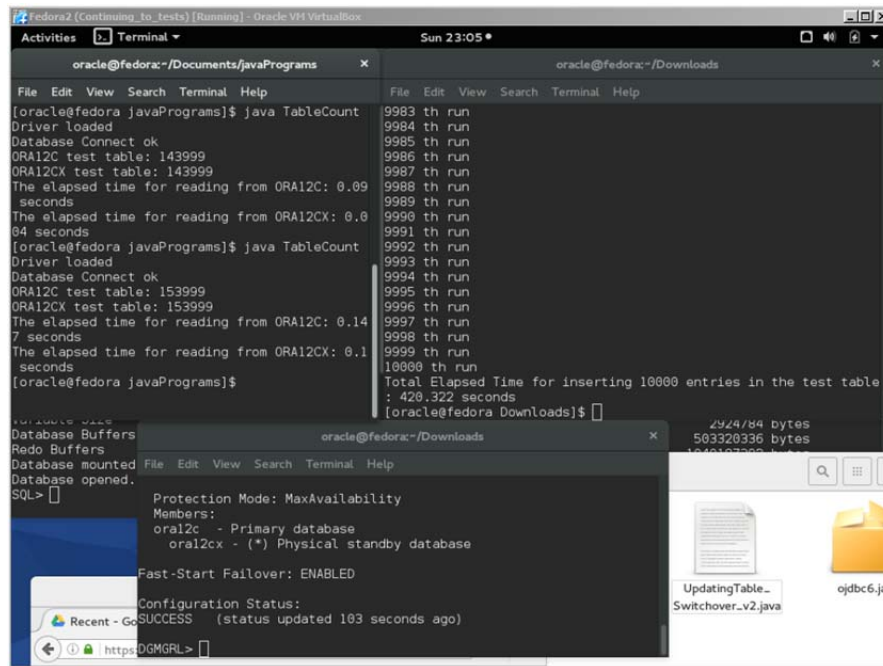 Fedora2 (Continuing_to_tests) [Running] - Oracle VM VirtualBox
Activities Terminal Sun 23:05
oracle@fedora:~/Documents/javaPrograms
File Edit View Search Terminal Help
[oracle@fedora javaPrograms]$ java TableCount
Driver loaded
Database Connect ok
ORA12C test table: 143999
ORA12CX test table: 143999
The elapsed time for reading from ORA12C: 0.09
seconds
The elapsed time for reading from ORA12CX: 0.0
04 seconds
[oracle@fedora javaPrograms]$ java TableCount
Driver loaded
Database Connect ok
ORA12C test table: 153999
ORA12CX test table: 153999
The elapsed time for reading from ORA12C: 0.14
7 seconds
The elapsed time for reading from ORA12CX: 0.1
seconds
[oracle@fedora javaPrograms]$
oracle@fedora:~/Downloads
File Edit View Search Terminal Help
9983 th run
9984 th run
9985 th run
9986 th run
9987 th run
9988 th run
9989 th run
9990 th run
9991 th run
9992 th run
9993 th run
9994 th run
9995 th run
9996 th run
9997 th run
9998 th run
9999 th run
10000 th run
Total Elapsed Time for inserting 10000 entries in the test table
: 420.322 seconds
[oracle@fedora Downloads]$
Variable Size 2924784 bytes
Database Buffers 503320336 bytes
Redo Buffers
Database mounted
Database opened.
SQL>
oracle@fedora:~/Downloads
File Edit View Search Terminal Help
Protection Mode: MaxAvailability
Members:
ora12c - Primary database
ora12cx - (*) Physical standby database
Fast-Start Failover: ENABLED
Configuration Status:
SUCCESS (status updated 103 seconds ago)
DGMGRL>
UpdatingTable_
Switchover_v2.java
ojdbc6.ja
Recent - Go
https: